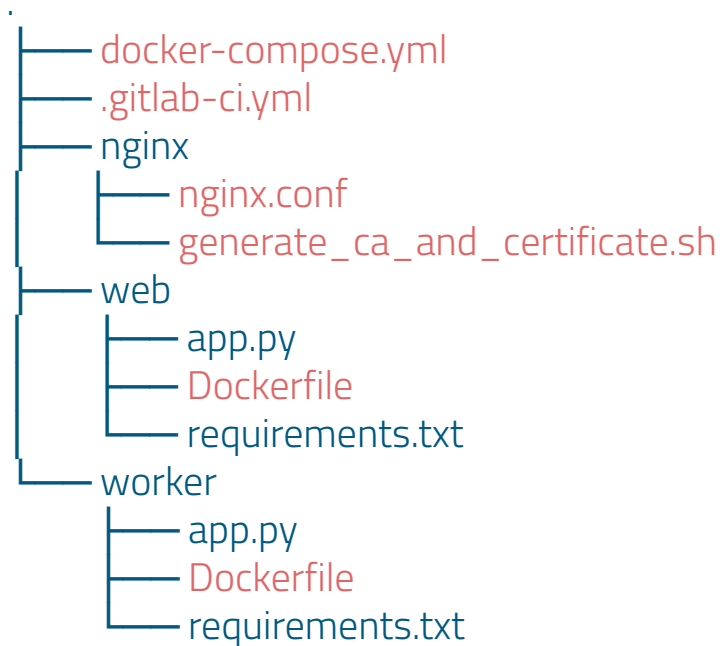 .
├── docker-compose.yml
├── .gitlab-ci.yml
├── nginx
│   ├── nginx.conf
│   └── generate_ca_and_certificate.sh
├── web
│   ├── app.py
│   ├── Dockerfile
│   └── requirements.txt
└── worker
    ├── app.py
    ├── Dockerfile
    └── requirements.txt